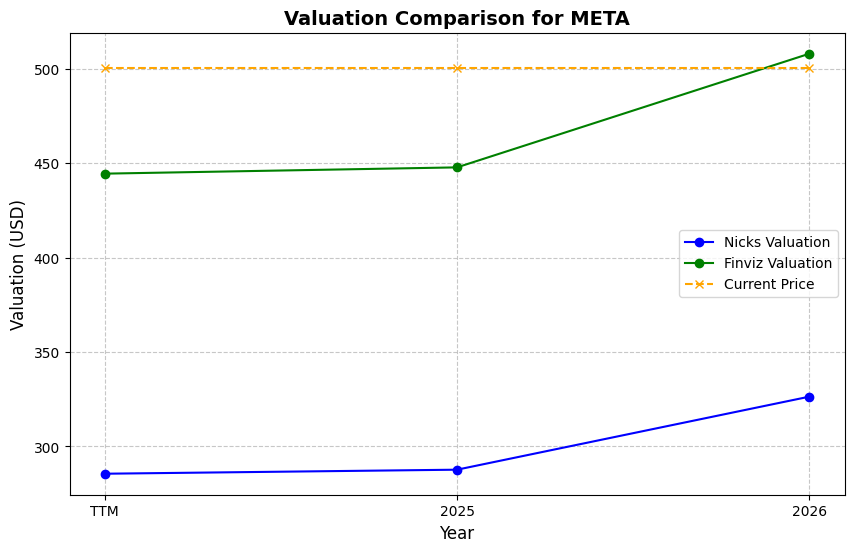 Valuation Comparison for META
Valuation (USD)
500
450
400
350
300
Nicks Valuation
Finviz Valuation
Current Price
TTM
2025
2026
Year